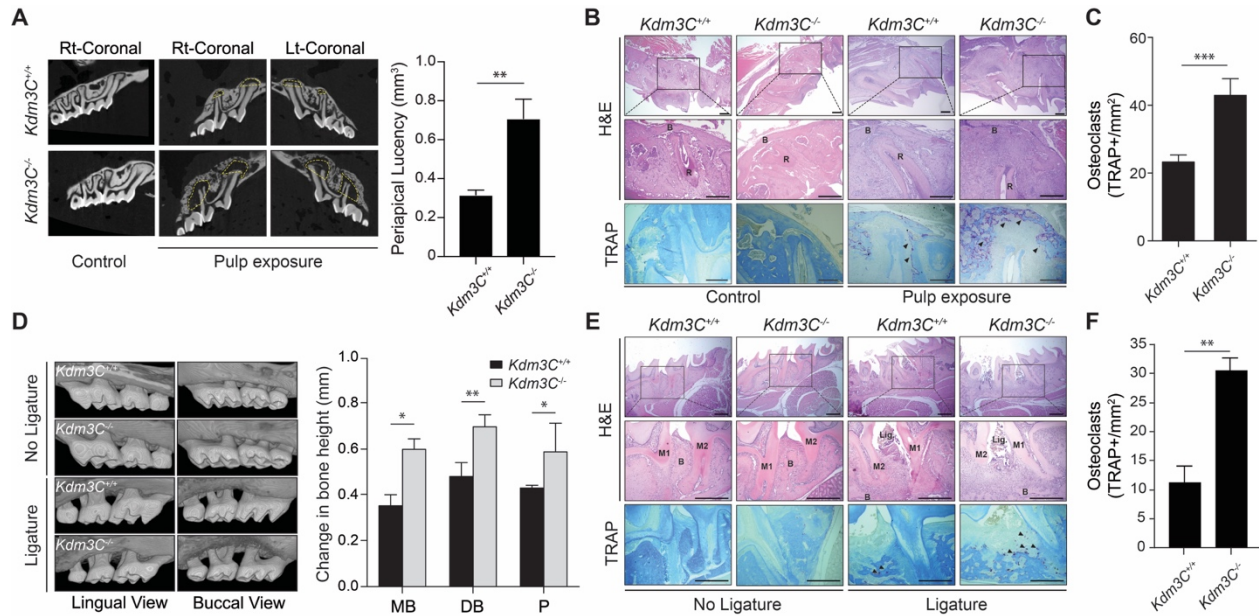 A
Rt-Coronal Rt-Coronal Lt-Coronal
Kdm3C+/+
Kdm3C-/-
Control Pulp exposure
Periapical Lucency (mm3)
1.0
0.8
0.6
0.4
0.2
0
**
Kdm3C+/+ Kdm3C-/-
B
Kdm3C+/+ Kdm3C-/- Kdm3C+/+ Kdm3C-/-
H&E
B R B R B R B R
TRAP
Control Pulp exposure
C
Osteoclasts
(TRAP+/mm2)
60
40
20
0
***
Kdm3C+/+ Kdm3C-/-
D
No Ligature
Ligature
Kdm3C+/+
Kdm3C-/-
Kdm3C+/+
Kdm3C-/-
Lingual View Buccal View
Change in bone height (mm)
1.0
0.8
0.6
0.4
0.2
0.0
Kdm3C+/+
Kdm3C-/-
* ** *
MB DB P
E
Kdm3C+/+ Kdm3C-/- Kdm3C+/+ Kdm3C-/-
H&E
M1 B M2 M1 B M2 Lig. M2 M1 B Lig. M2 M1 B
TRAP
No Ligature Ligature
F
Osteoclasts
(TRAP+/mm2)
35
30
25
20
15
10
5
0
**
Kdm3C+/+ Kdm3C-/-